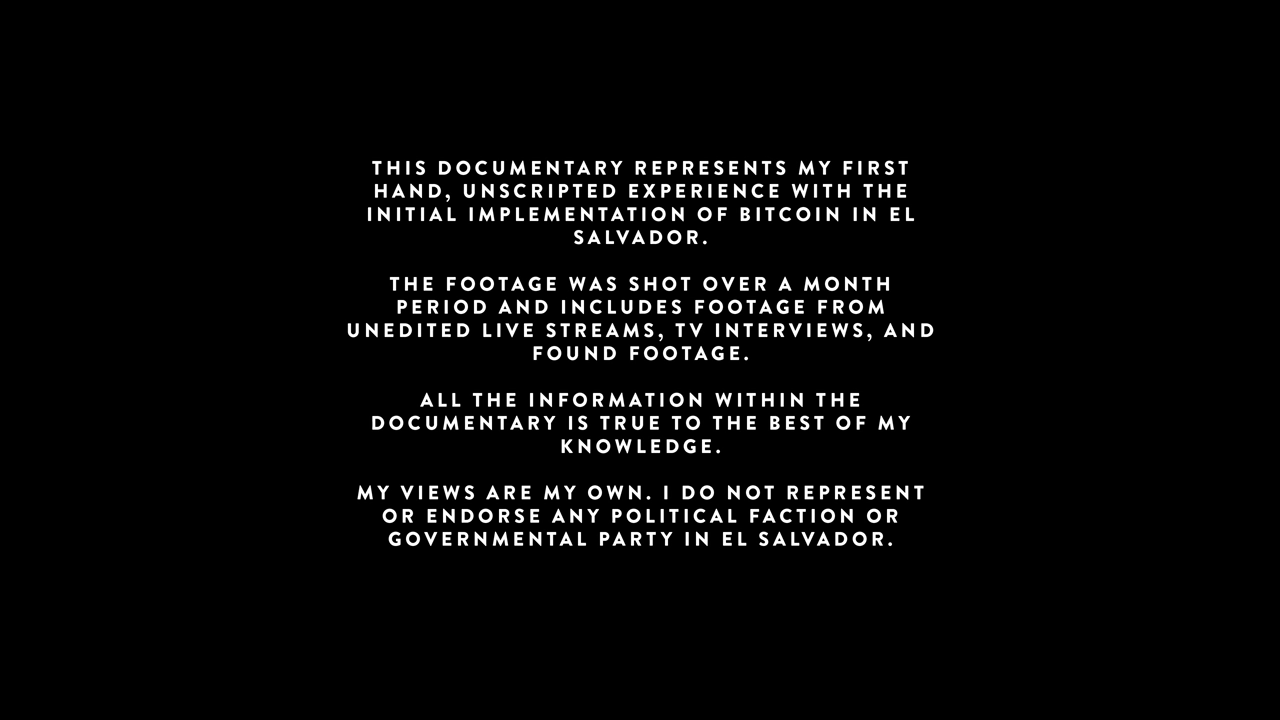 THIS DOCUMENTARY REPRESENTS MY FIRST
HAND, UNSCRIPTED EXPERIENCE WITH THE
INITIAL IMPLEMENTATION OF BITCOIN IN EL
SALVADOR.
THE FOOTAGE WAS SHOT OVER A MONTH
PERIOD AND INCLUDES FOOTAGE FROM
UNEDITED LIVE STREAMS, TV INTERVIEWS, AND
FOUND FOOTAGE.
ALL THE INFORMATION WITHIN THE
DOCUMENTARY IS TRUE TO THE BEST OF MY
KNOWLEDGE.
MY VIEWS ARE MY OWN. I DO NOT REPRESENT
OR ENDORSE ANY POLITICAL FACTION OR
GOVERNMENTAL PARTY IN EL SALVADOR.